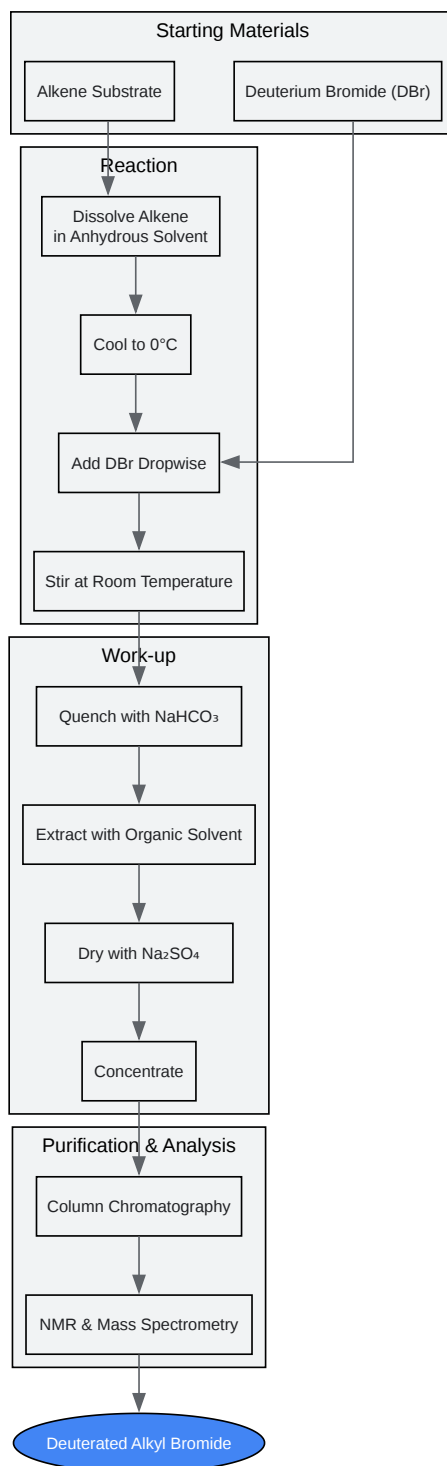 Starting Materials
Alkene Substrate
Deuterium Bromide (DBr)
Reaction
Dissolve Alkene
in Anhydrous Solvent
Cool to 0°C
Add DBr Dropwise
Stir at Room Temperature
Work-up
Quench with NaHCO₃
Extract with Organic Solvent
Dry with Na₂SO₄
Concentrate
Purification & Analysis
Column Chromatography
NMR & Mass Spectrometry
Deuterated Alkyl Bromide